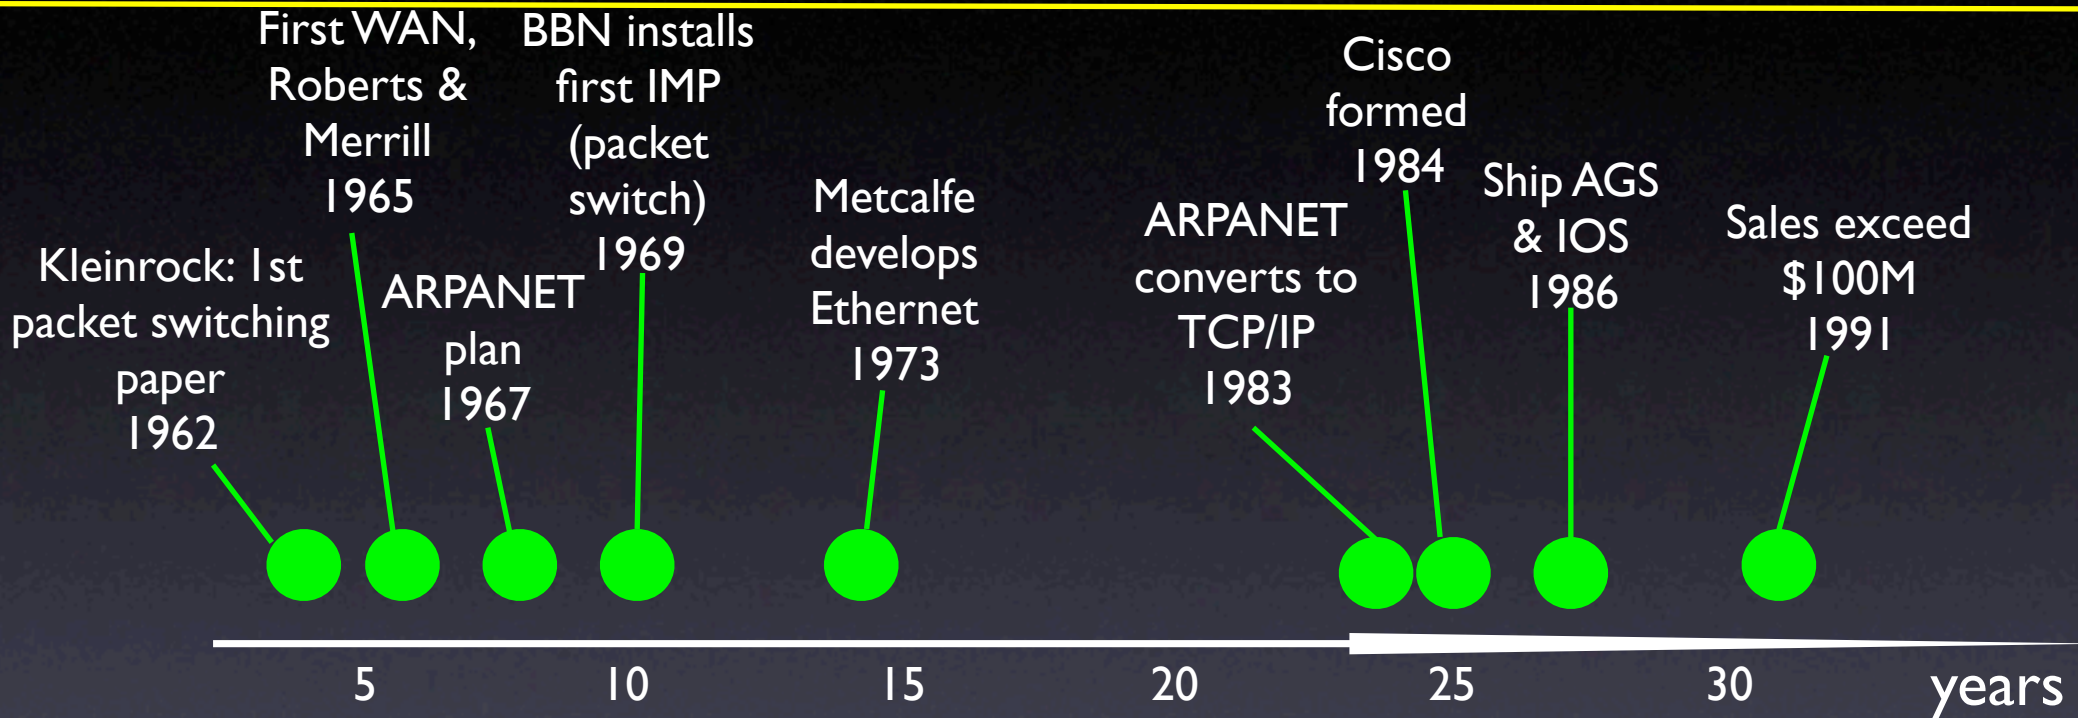 First WAN,
Roberts &
Merrill
1965
BBN installs
first IMP
(packet
switch)
1969
Cisco
formed
1984
Kleinrock: 1st
packet switching
paper
1962
ARPANET
plan
1967
Metcalfe
develops
Ethernet
1973
ARPANET
converts to
TCP/IP
1983
Ship AGS
& IOS
1986
Sales exceed
$100M
1991
5 10 15 20 25 30 years